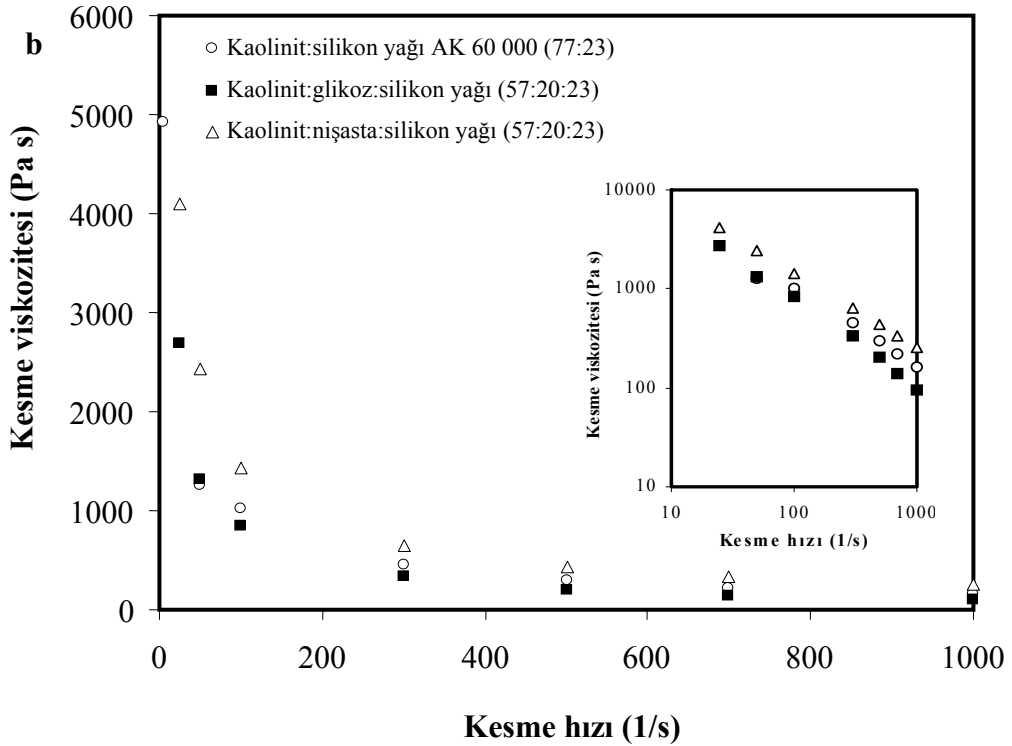 b
Kaolinit:silikon yağı AK 60 000 (77:23)
Kaolinit:glikoz:silikon yağı (57:20:23)
Kaolinit:nişasta:silikon yağı (57:20:23)
Kesme viskozitesi (Pa s)
6000
5000
4000
3000
2000
1000
0
0
200
400
600
800
1000
Kesme hızı (1/s)
Kesme viskozitesi (Pa s)
10000
1000
100
10
10
100
1000
Kesme hızı (1/s)